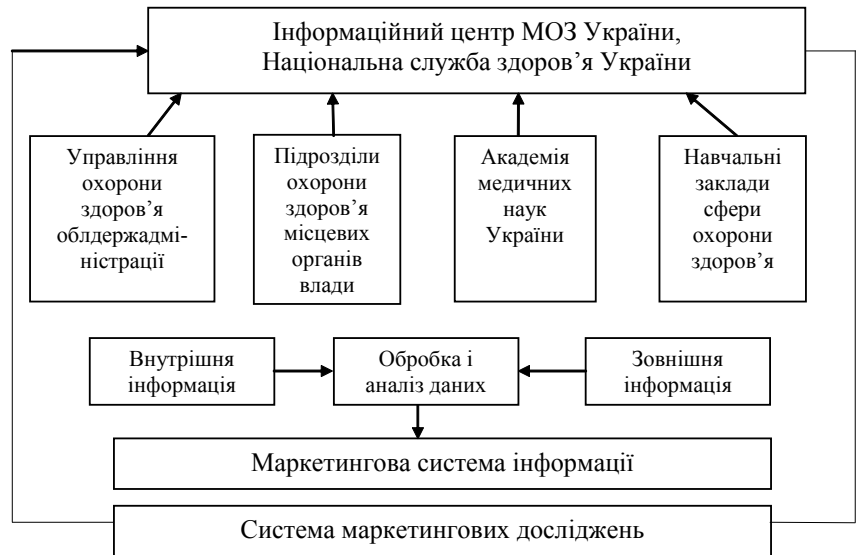 Інформаційний центр МОЗ України,
Національна служба здоров’я України
Управління
охорони
здоров’я
облдержадмі-
ністрації
Підрозділи
охорони
здоров’я
місцевих
органів
влади
Академія
медичних
наук
України
Навчальні
заклади
сфери
охорони
здоров’я
Внутрішня
інформація
Обробка і
аналіз даних
Зовнішня
інформація
Маркетингова система інформації
Система маркетингових досліджень